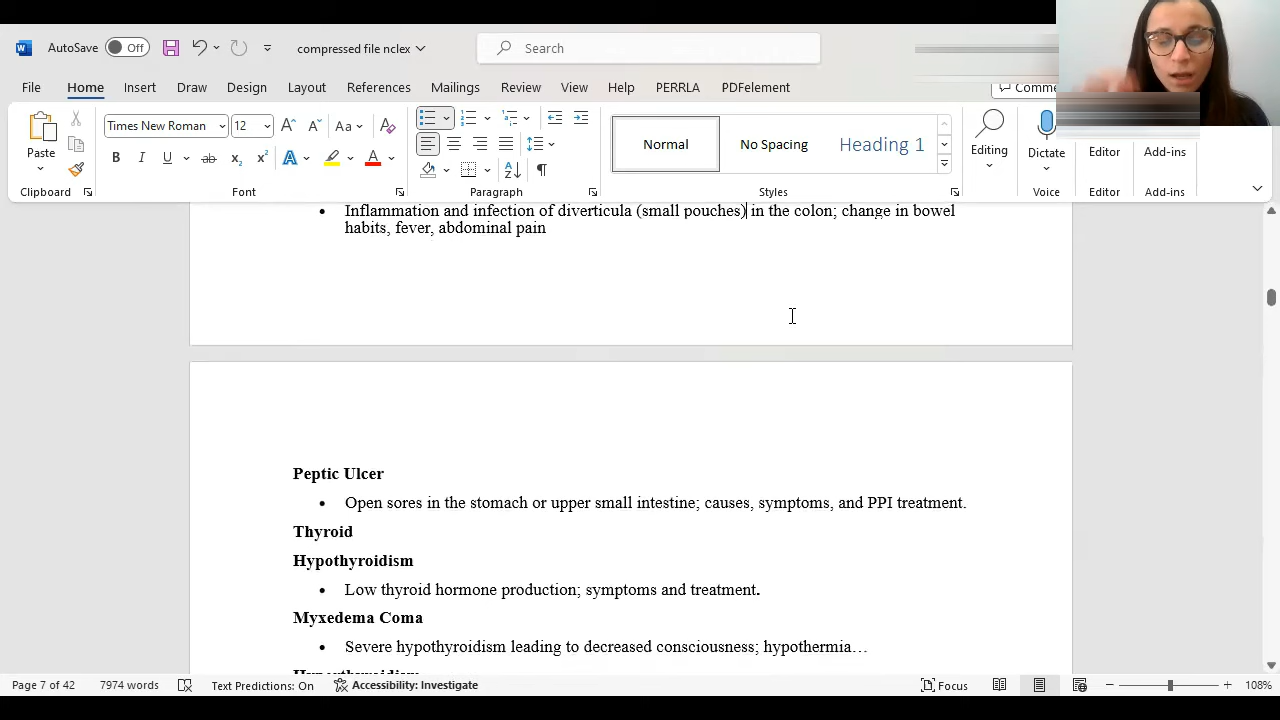 AutoSave Off compressed file nclex Search
File Home Insert Draw Design Layout References Mailings Review View Help PERRLA PDFelement
Times New Roman 12 Aa
Paste B I U ab x2 x2 A A
Normal No Spacing Heading 1
Editing Dictate Editor Add-ins
Clipboard Font Paragraph Styles Voice Editor Add-ins
Inflammation and infection of diverticula (small pouches) in the colon; change in bowel
habits, fever, abdominal pain
Peptic Ulcer
Open sores in the stomach or upper small intestine; causes, symptoms, and PPI treatment.
Thyroid
Hypothyroidism
Low thyroid hormone production; symptoms and treatment.
Myxedema Coma
Severe hypothyroidism leading to decreased consciousness; hypothermia…
Page 7 of 42 7974 words Text Predictions: On Accessibility: Investigate Focus 108%